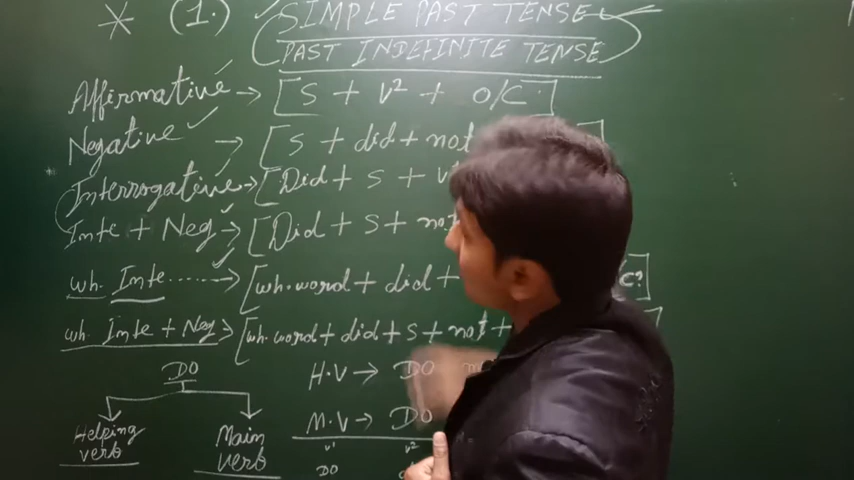 * (1.) SIMPLE PAST TENSE
PAST INDEFINITE TENSE
Affirmative → [S + V² + O/C.]
Negative → [S + did + not ]
Interrogative → [Did + S + V
Inte + Neg → [Did + S + not
wh. Inte...... → [wh.word + did + C?]
wh. Inte + Neg → [wh.word + did + S + not + ]
DO
H.V → DO
Helping verb
Main verb
M.V → DO
V¹ V²
DO